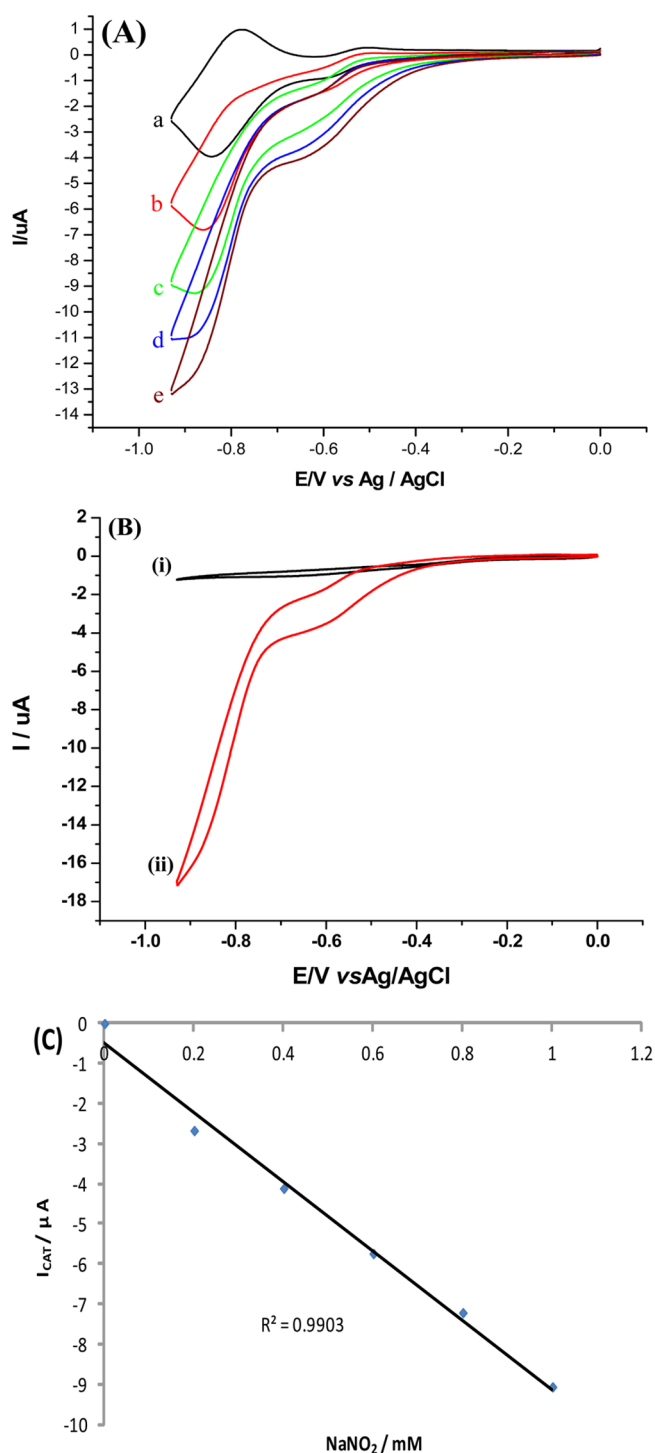 (A)
1
0
-1
-2
-3
-4
-5
-6
-7
-8
-9
-10
-11
-12
-13
-14
I/uA
a
b
c
d
e
-1.0 -0.8 -0.6 -0.4 -0.2 0.0
E/V vs Ag / AgCl
(B)
2
0
-2
-4
-6
-8
-10
-12
-14
-16
-18
I / uA
(i)
(ii)
-1.0 -0.8 -0.6 -0.4 -0.2 0.0
E/V vsAg/AgCl
(C)
0
-1
-2
-3
-4
-5
-6
-7
-8
-9
-10
0 0.2 0.4 0.6 0.8 1 1.2
ICAT / µ A
R² = 0.9903
NaNO₂ / mM